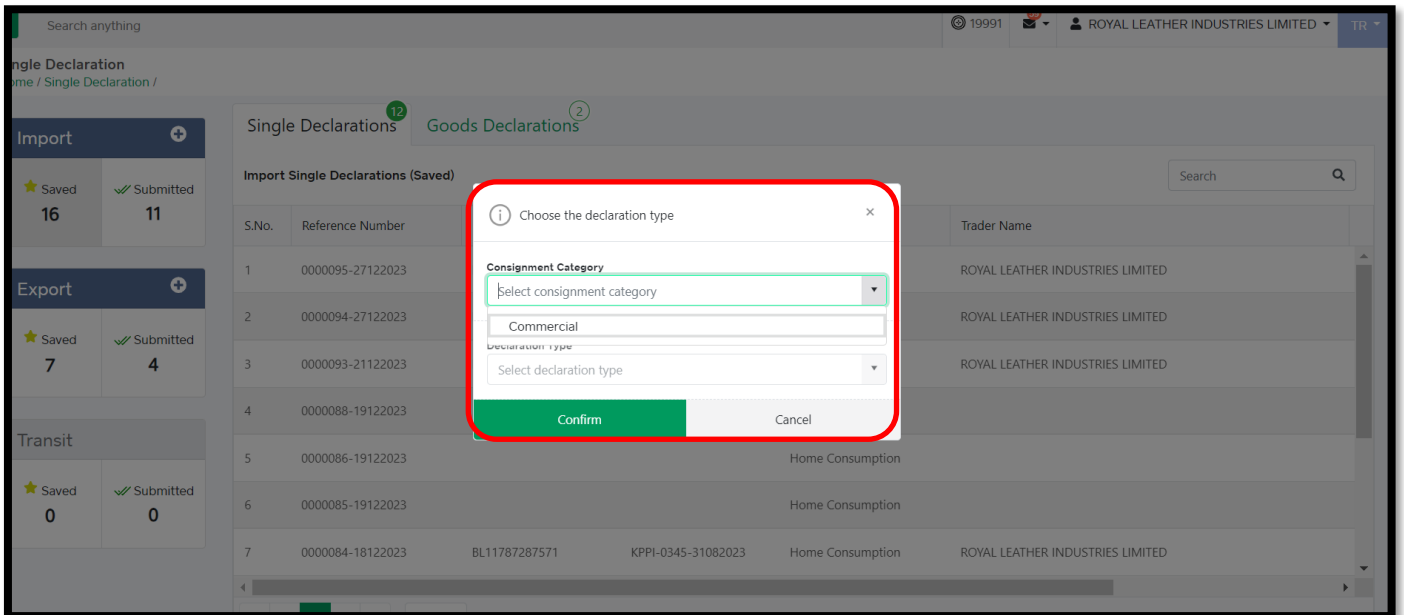 Search anything 19991 ROYAL LEATHER INDUSTRIES LIMITED TR
ngle Declaration
ome / Single Declaration /
Import
Saved Submitted
16 11
Export
Saved Submitted
7 4
Transit
Saved Submitted
0 0
Single Declarations 12 Goods Declarations 2
Import Single Declarations (Saved) Search
S.No. Reference Number Trader Name
1 0000095-27122023 ROYAL LEATHER INDUSTRIES LIMITED
2 0000094-27122023 ROYAL LEATHER INDUSTRIES LIMITED
3 0000093-21122023 ROYAL LEATHER INDUSTRIES LIMITED
4 0000088-19122023
5 0000086-19122023 Home Consumption
6 0000085-19122023 Home Consumption
7 0000084-18122023 BL11787287571 KPPI-0345-31082023 Home Consumption ROYAL LEATHER INDUSTRIES LIMITED
Choose the declaration type ×
Consignment Category
Select consignment category
Commercial
Declaration Type
Select declaration type
Confirm Cancel